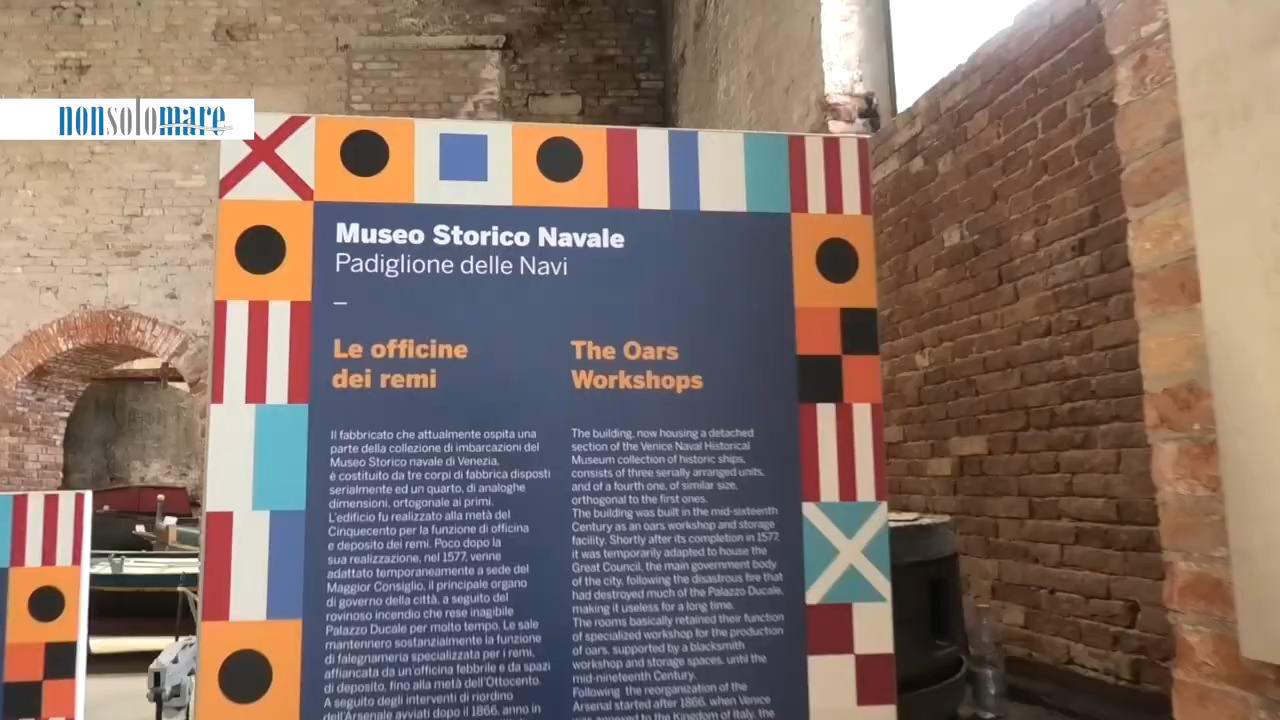 nonsolomare
Museo Storico Navale
Padiglione delle Navi
Le officine
dei remi
Il fabbricato che attualmente ospita una
parte della collezione di imbarcazioni del
Museo Storico navale di Venezia,
è costituito da tre corpi di fabbrica disposti
serialmente ed un quarto, di analoghe
dimensioni, ortogonale ai primi.
L'edificio fu realizzato alla metà del
Cinquecento per la funzione di officina
e deposito dei remi. Poco dopo la
sua realizzazione, nel 1577, venne
adattato temporaneamente a sede del
Maggior Consiglio, il principale organo
di governo della città, a seguito del
rovinoso incendio che rese inagibile
Palazzo Ducale per molto tempo. Le sale
mantennero sostanzialmente la funzione
di falegnameria specializzata per i remi,
affiancata da un'officina febbrile e da spazi
di deposito, fino alla metà dell'Ottocento.
A seguito degli interventi di riordino
dell'Arsenale avviati dopo il 1866, anno in
The Oars
Workshops
The building, now housing a detached
section of the Venice Naval Historical
Museum collection of historic ships,
consists of three serially arranged units,
and of a fourth one, of similar size,
orthogonal to the first ones.
The building was built in the mid-sixteenth
Century as an oars workshop and storage
facility. Shortly after its completion in 1577,
it was temporarily adapted to house the
Great Council, the main government body
of the city, following the disastrous fire that
had destroyed much of the Palazzo Ducale,
making it useless for a long time.
The rooms basically retained their function
of specialized workshop for the production
of oars, supported by a blacksmith
workshop and storage spaces, until the
mid-nineteenth Century.
Following the reorganization of the
Arsenal started after 1866, when Venice
was annexed to the Kingdom of Italy, the